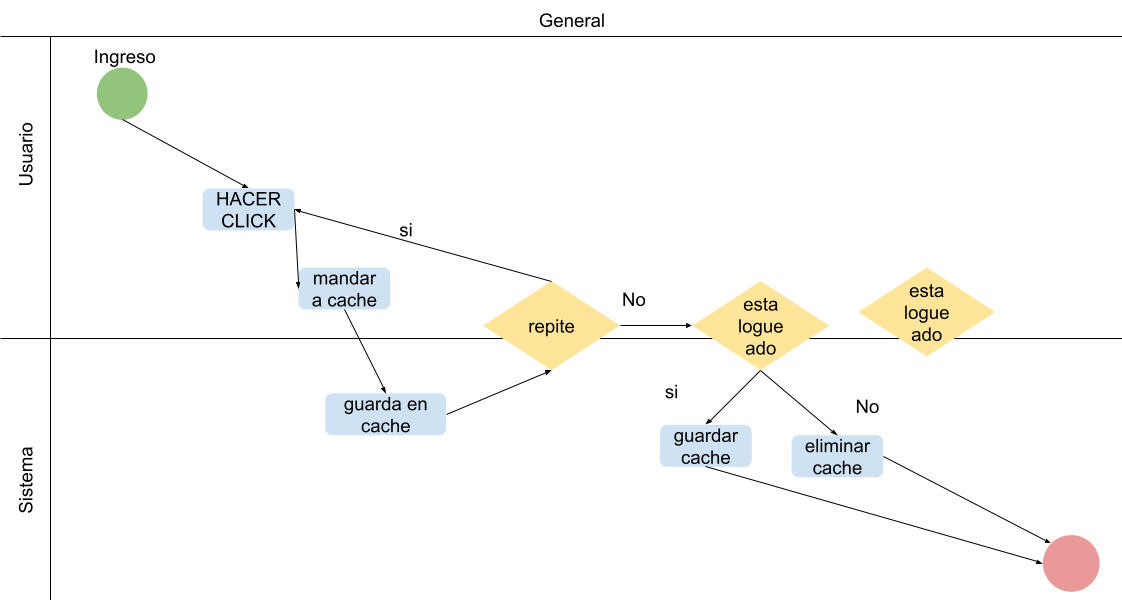 General
Usuario
Ingreso
HACER
CLICK
si
mandar
a cache
repite
No
esta
logue
ado
esta
logue
ado
Sistema
guarda en
cache
si
No
guardar
cache
eliminar
cache